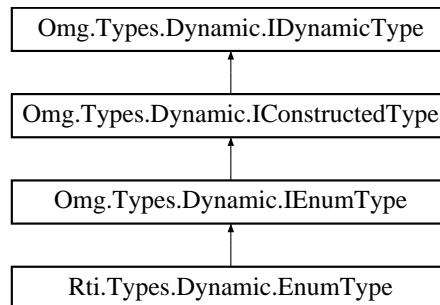 Omg.Types.Dynamic.IDynamicType
Omg.Types.Dynamic.IConstructedType
Omg.Types.Dynamic.IEnumType
Rti.Types.Dynamic.EnumType